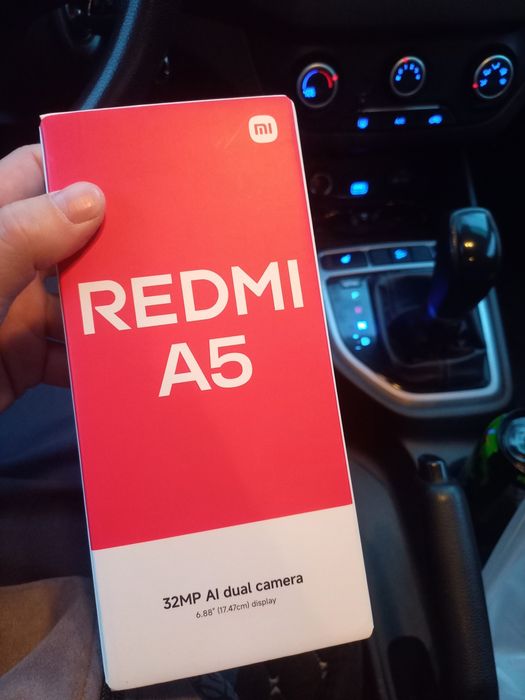 mi
REDMI
A5
32MP AI dual camera
6.88" (17.47cm) display